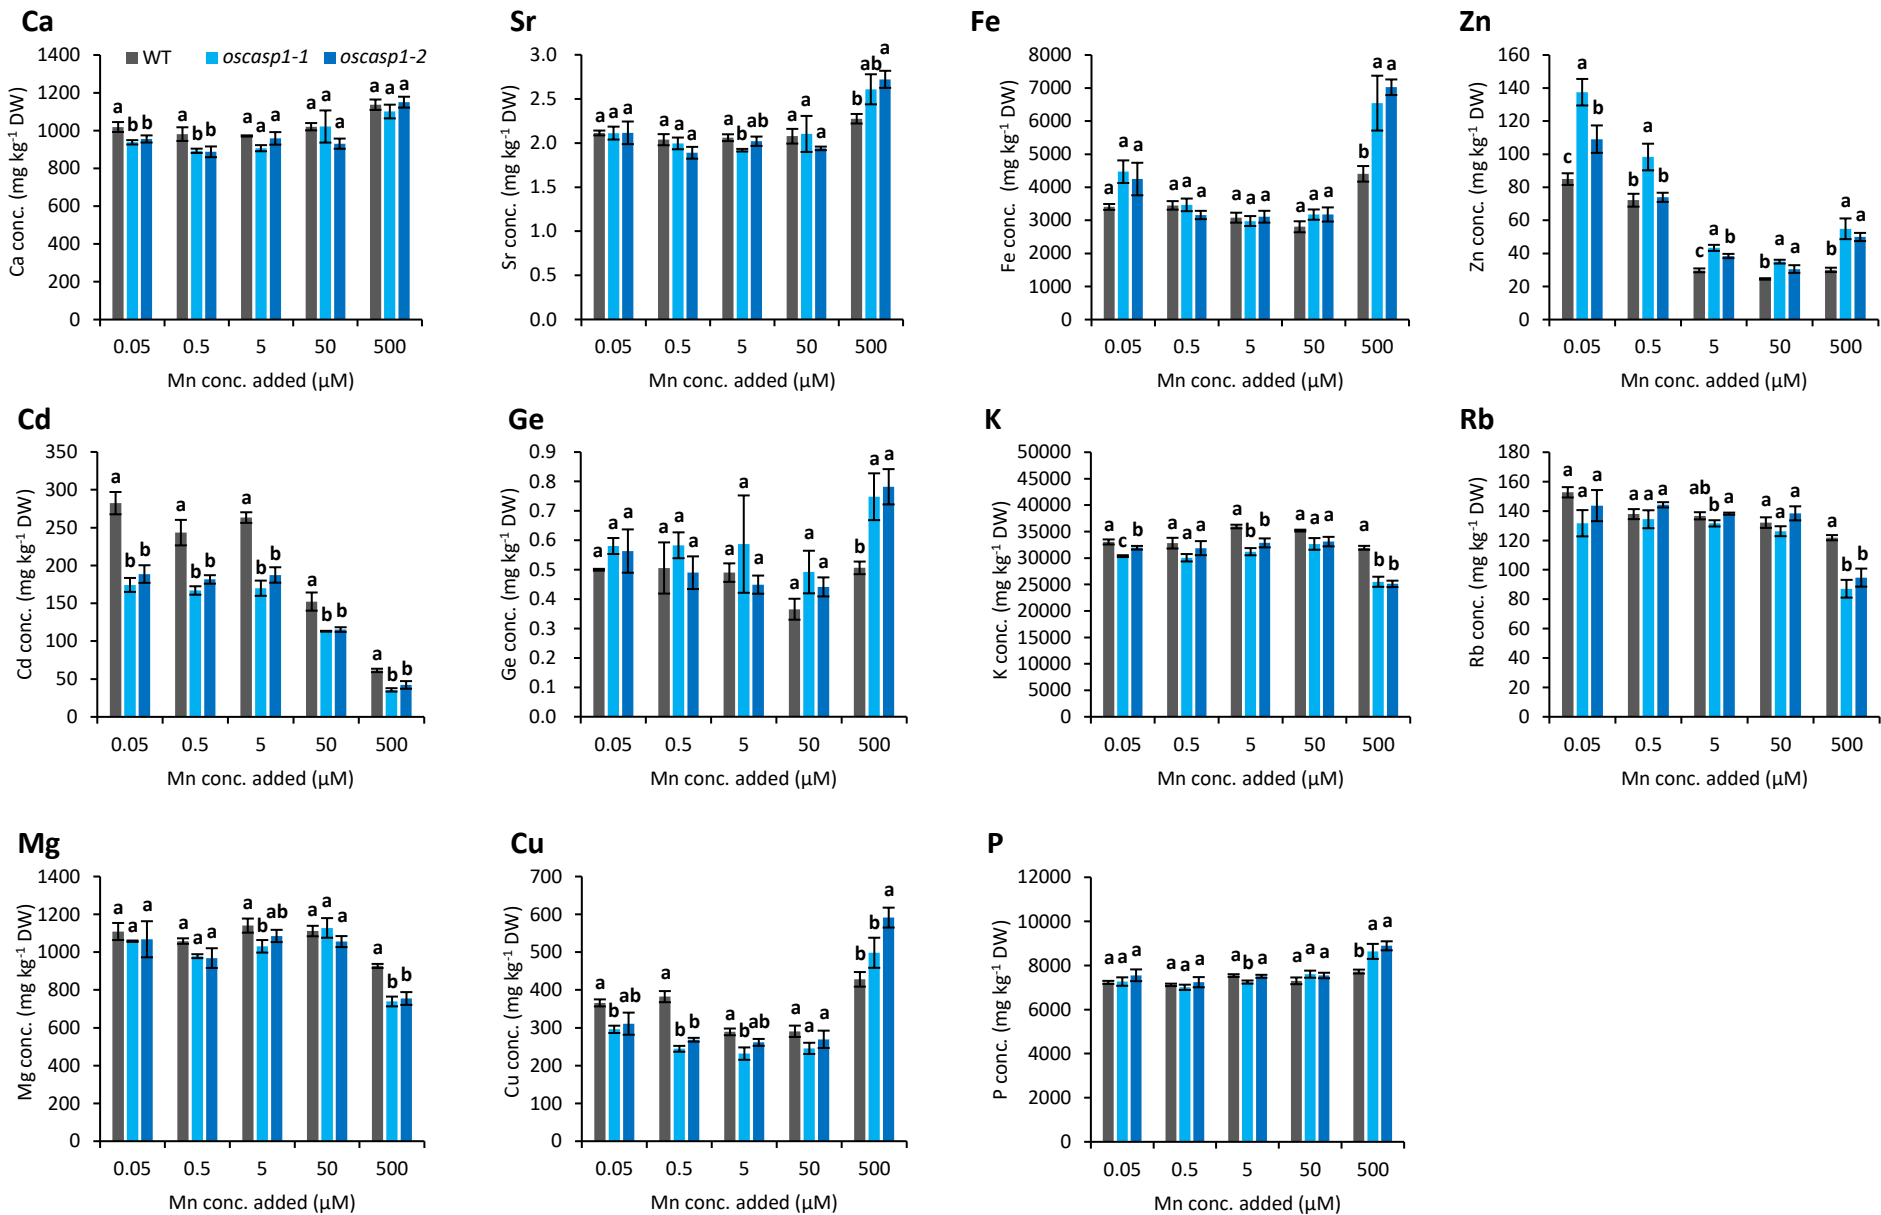 Ca
Ca conc. (mg kg⁻¹ DW)
WT oscasp1-1 oscasp1-2
1400
1200
1000
800
600
400
200
0
a b b a b b a a a a a a a a a
0.05 0.5 5 50 500
Mn conc. added (µM)
Sr
Sr conc. (mg kg⁻¹ DW)
3.0
2.5
2.0
1.5
1.0
0.5
0.0
a a a a a a a b ab a a a b ab a
0.05 0.5 5 50 500
Mn conc. added (µM)
Fe
Fe conc. (mg kg⁻¹ DW)
8000
7000
6000
5000
4000
3000
2000
1000
0
a a a a a a a a a a a a b a a
0.05 0.5 5 50 500
Mn conc. added (µM)
Zn
Zn conc. (mg kg⁻¹ DW)
160
140
120
100
80
60
40
20
0
c a b b a b c a b b a a b a a
0.05 0.5 5 50 500
Mn conc. added (µM)
Cd
Cd conc. (mg kg⁻¹ DW)
350
300
250
200
150
100
50
0
a b b a b b a b b a b b a b b
0.05 0.5 5 50 500
Mn conc. added (µM)
Ge
Ge conc. (mg kg⁻¹ DW)
0.9
0.8
0.7
0.6
0.5
0.4
0.3
0.2
0.1
0.0
a a a a a a a a a a a a b a a
0.05 0.5 5 50 500
Mn conc. added (µM)
K
K conc. (mg kg⁻¹ DW)
50000
45000
40000
35000
30000
25000
20000
15000
10000
5000
0
a c b a a a a b b a a a a b b
0.05 0.5 5 50 500
Mn conc. added (µM)
Rb
Rb conc. (mg kg⁻¹ DW)
180
160
140
120
100
80
60
40
20
0
a a a a a a ab b a a a a a b b
0.05 0.5 5 50 500
Mn conc. added (µM)
Mg
Mg conc. (mg kg⁻¹ DW)
1400
1200
1000
800
600
400
200
0
a a a a a a a b ab a a a a b b
0.05 0.5 5 50 500
Mn conc. added (µM)
Cu
Cu conc. (mg kg⁻¹ DW)
700
600
500
400
300
200
100
0
a b ab a b b a b ab a a a b b a
0.05 0.5 5 50 500
Mn conc. added (µM)
P
P conc. (mg kg⁻¹ DW)
12000
10000
8000
6000
4000
2000
0
a a a a a a a b a a a a b a a
0.05 0.5 5 50 500
Mn conc. added (µM)